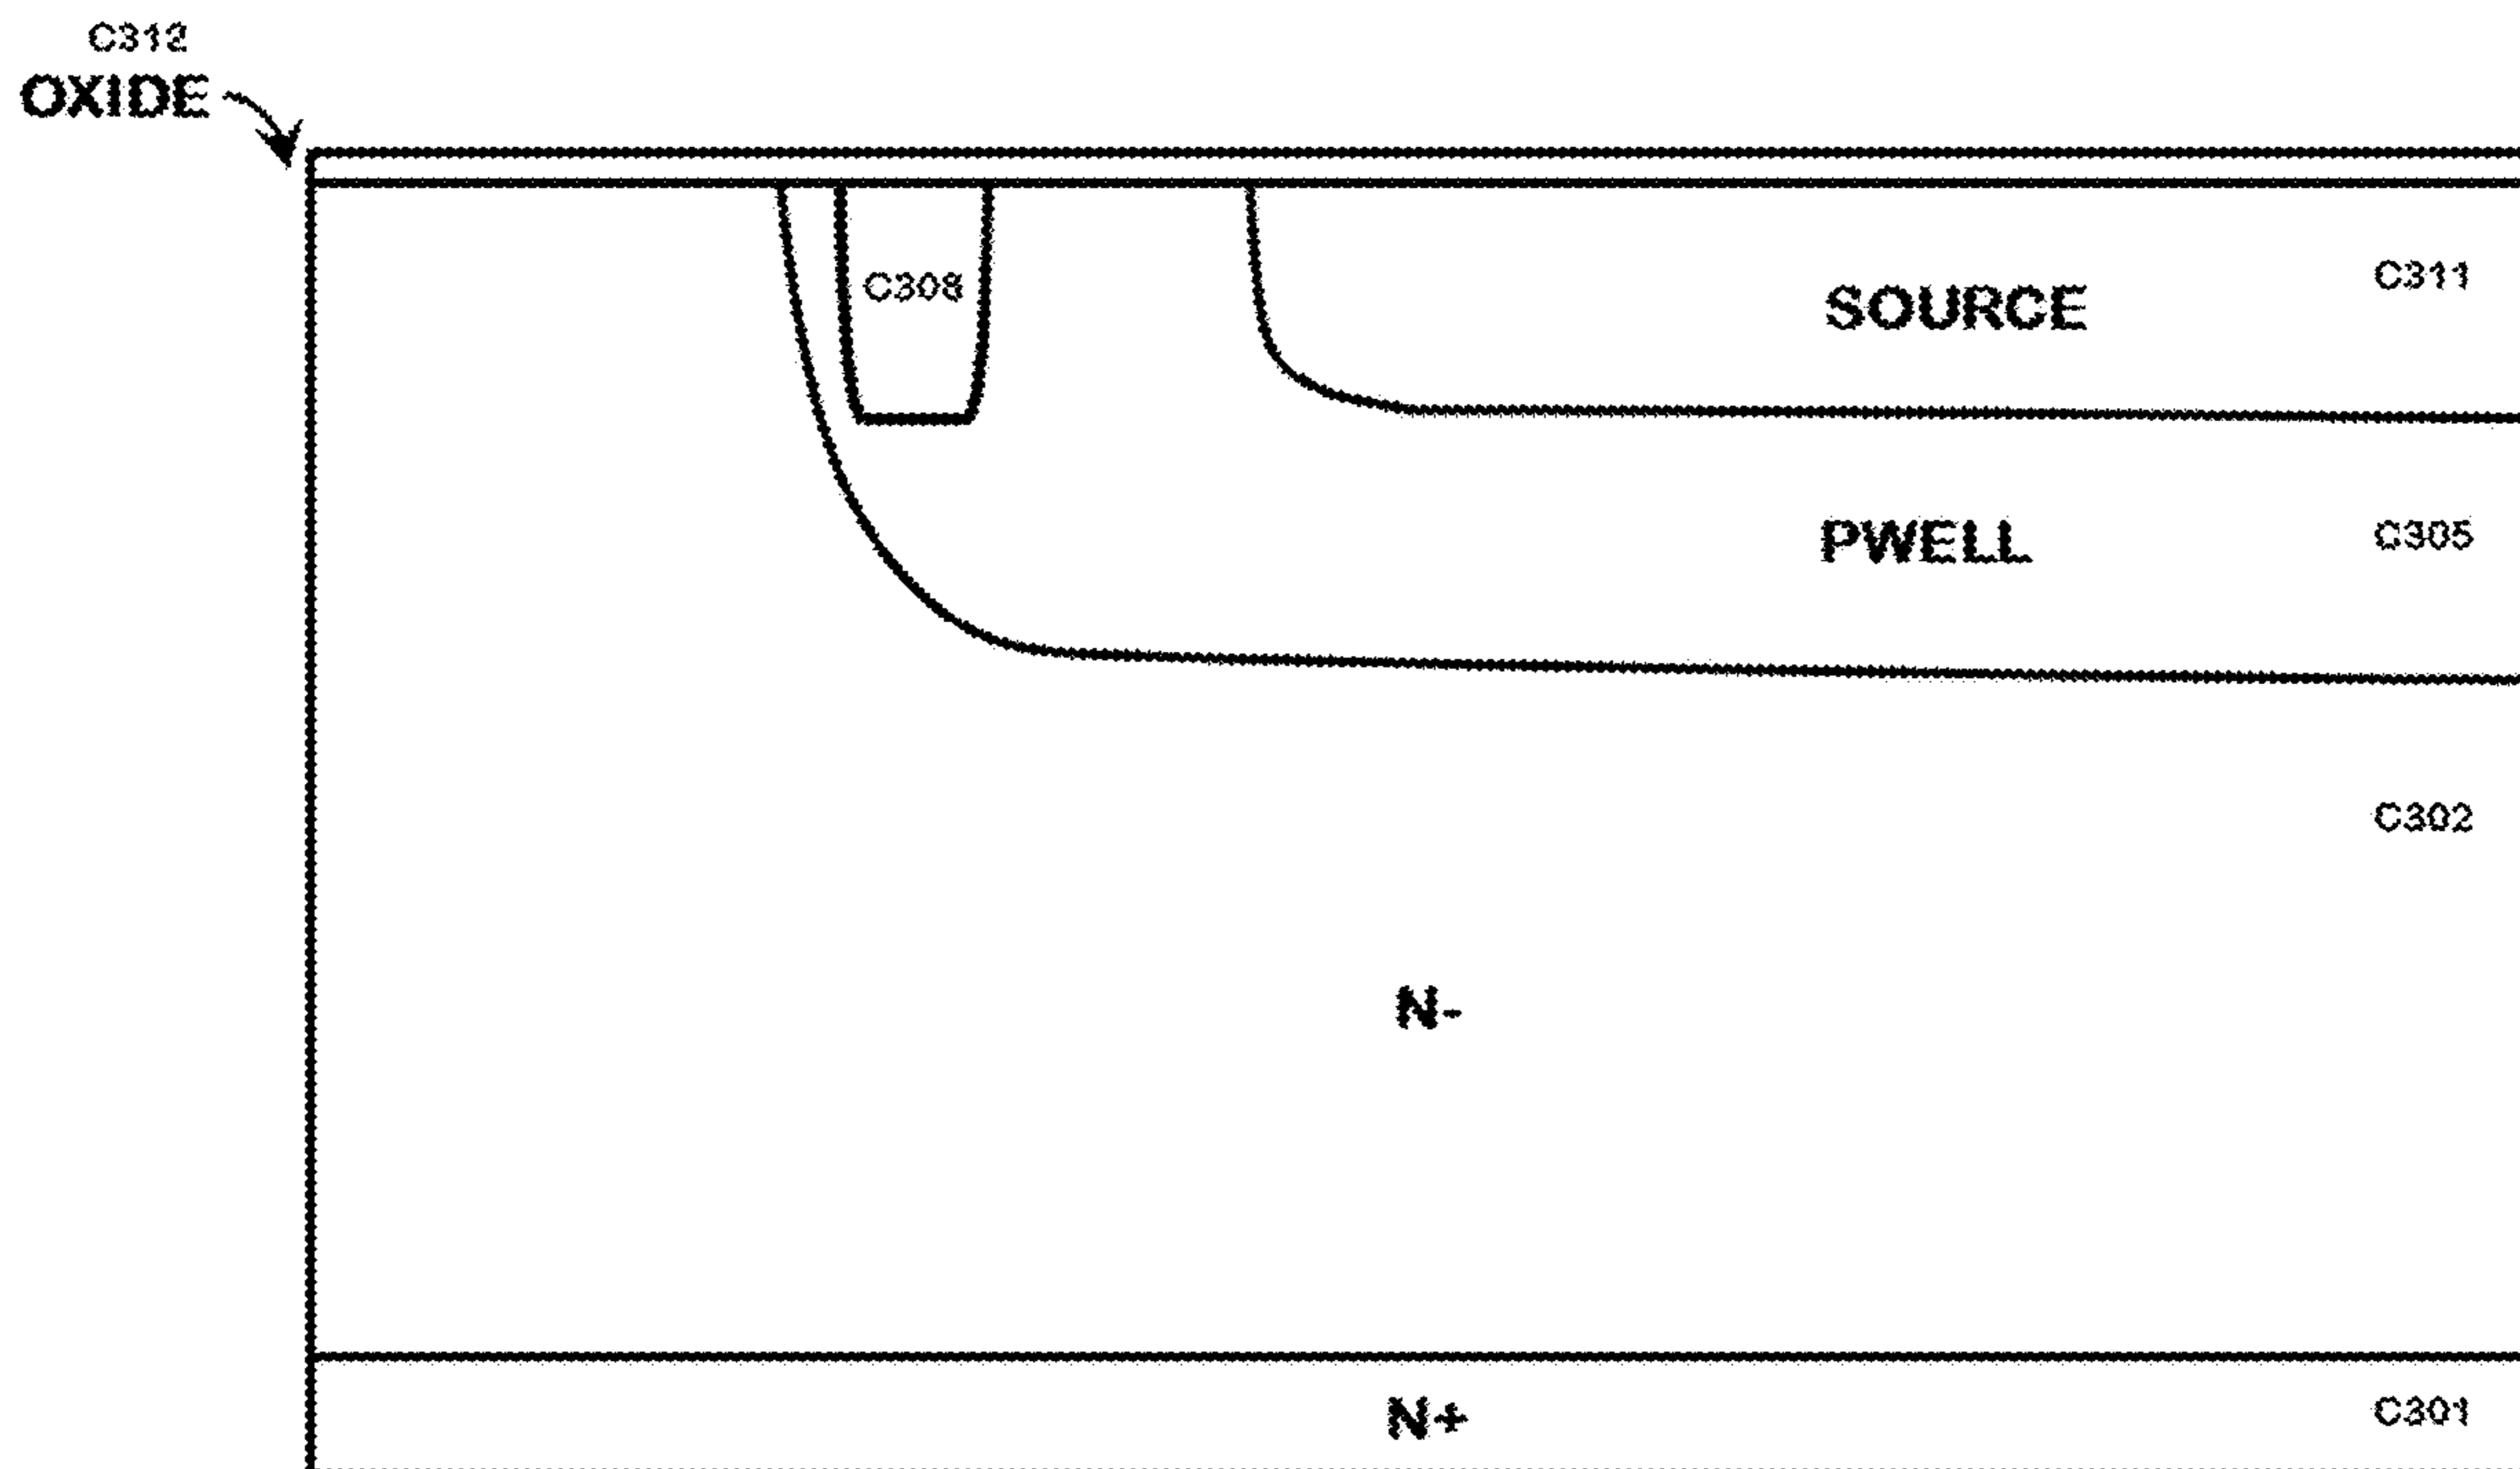 C312
OXIDE
C308
SOURCE
C311
PWELL
C305
C302
N-
N+
C301